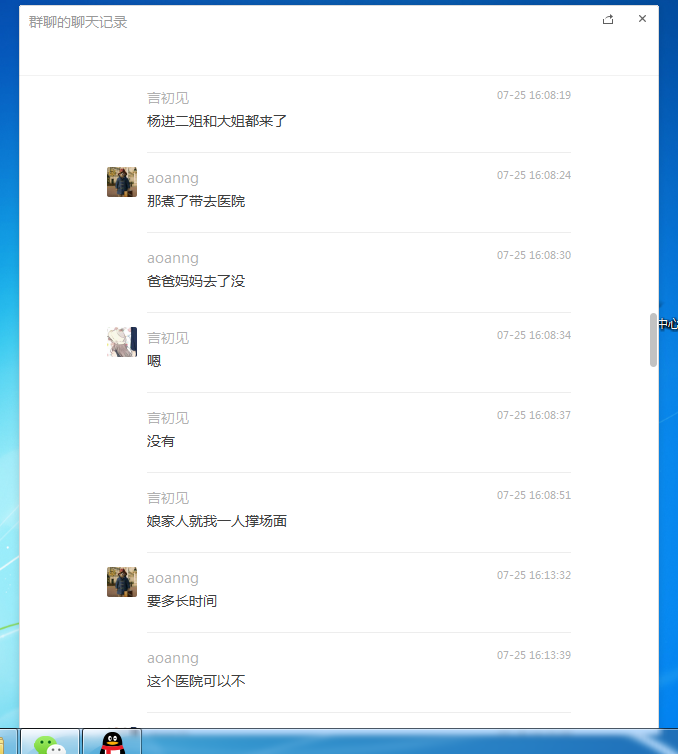 群聊的聊天记录
言初见
07-25 16:08:19
杨进二姐和大姐都来了
aoanng
07-25 16:08:24
那煮了带去医院
aoanng
07-25 16:08:30
爸爸妈妈去了没
中心
言初见
07-25 16:08:34
嗯
言初见
07-25 16:08:37
没有
言初见
07-25 16:08:51
娘家人就我一人撑场面
aoanng
07-25 16:13:32
要多长时间
aoanng
07-25 16:13:39
这个医院可以不